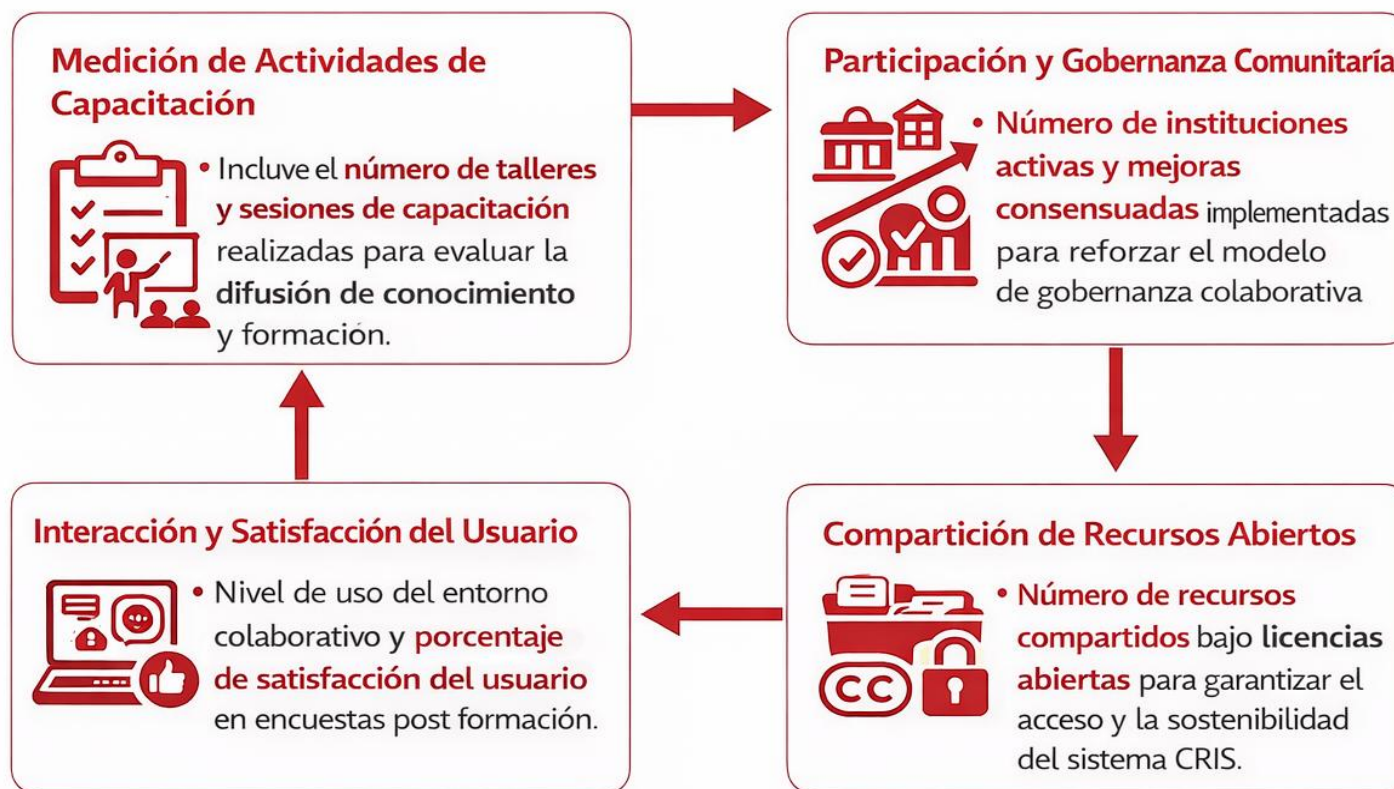 Medición de Actividades de
Capacitación
• Incluve el número de talleres
y sesiones de capacitación
realizadas para evaluar la
difusión de conocimiento
y formación.
Participación y Gobernanza Comunitaría
• Número de instituciones
activas y mejoras
consensuadas implementadas
para reforzar el modelo
de gobernanza colaborativa
Interacción y Satisfacción del Usuario
• Nivel de uso del entorno
colaborativo y porcentaje
de satisfacción del usuario
en encuestas post formación.
Compartición de Recursos Abiertos
• Número de recursos
compartidos bajo licencias
abiertas para garantizar el
acceso y la sostenibilidad
del sistema CRIS.
CC